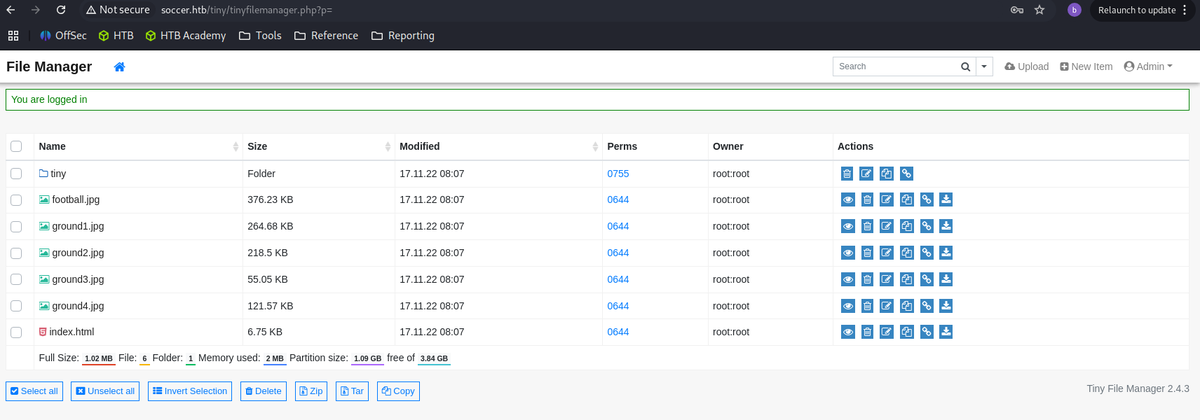 Not secure soccer.htb/tiny/tinyfilemanager.php?p= b Relaunch to update
OffSec HTB HTB Academy Tools Reference Reporting
File Manager Search Upload New Item Admin
You are logged in
Name Size Modified Perms Owner Actions
tiny Folder 17.11.22 08:07 0755 root:root
football.jpg 376.23 KB 17.11.22 08:07 0644 root:root
ground1.jpg 264.68 KB 17.11.22 08:07 0644 root:root
ground2.jpg 218.5 KB 17.11.22 08:07 0644 root:root
ground3.jpg 55.05 KB 17.11.22 08:07 0644 root:root
ground4.jpg 121.57 KB 17.11.22 08:07 0644 root:root
index.html 6.75 KB 17.11.22 08:07 0644 root:root
Full Size: 1.02 MB File: 6 Folder: 1 Memory used: 2 MB Partition size: 1.09 GB free of 3.84 GB
Select all Unselect all Invert Selection Delete Zip Tar Copy Tiny File Manager 2.4.3